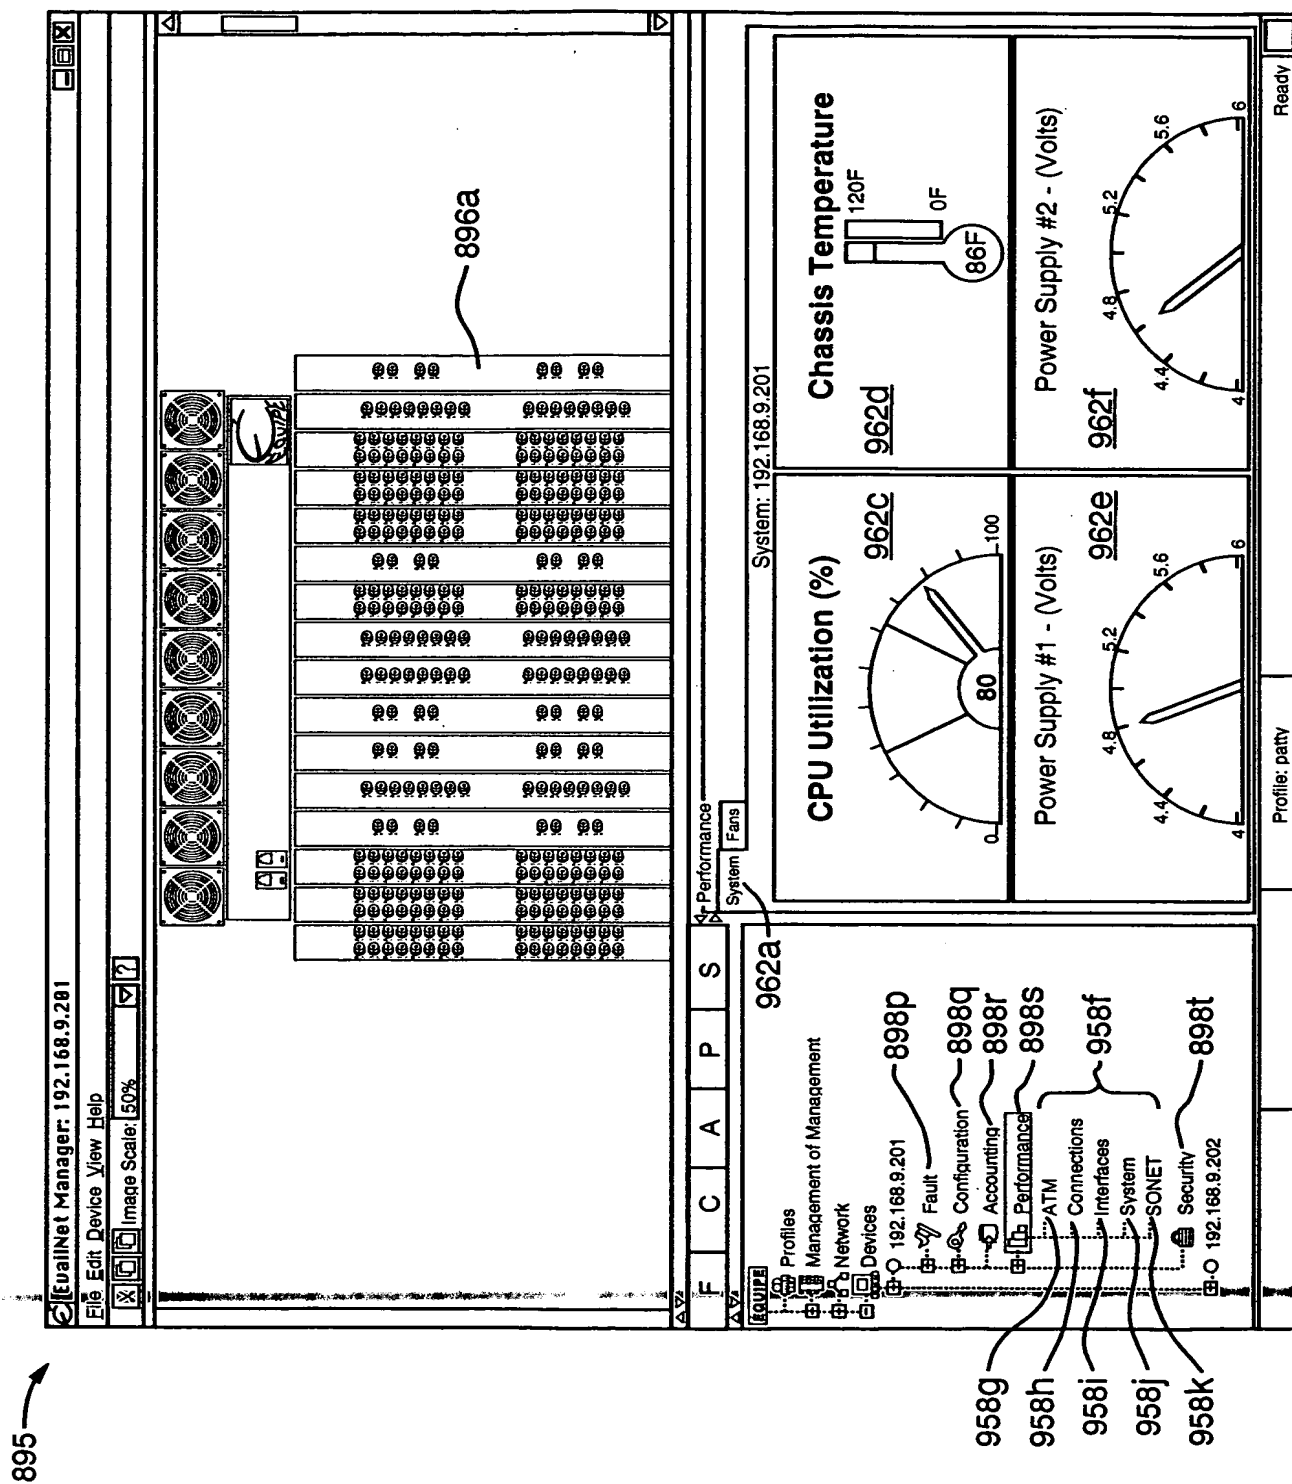 895
EuallNet Manager: 192.168.9.201
File Edit Device View Help
Image Scale: 50%
?
896a
F C A P S
EQUIPE
Profiles
Management of Management
Network
Devices
192.168.9.201
Fault
Configuration
Accounting
Performance
ATM
Connections
Interfaces
System
SONET
Security
192.168.9.202
898p
898q
898r
898s
958f
898t
958g
958h
958i
958j
958k
962a
Performance
System Fans
System: 192.168.9.201
CPU Utilization (%)
962c
0
100
80
Chassis Temperature
962d
120F
0F
86F
Power Supply #1 - (Volts)
962e
4
4.4
4.8
5.2
5.6
6
Power Supply #2 - (Volts)
962f
4
4.4
4.8
5.2
5.6
6
Profile: patty
Ready